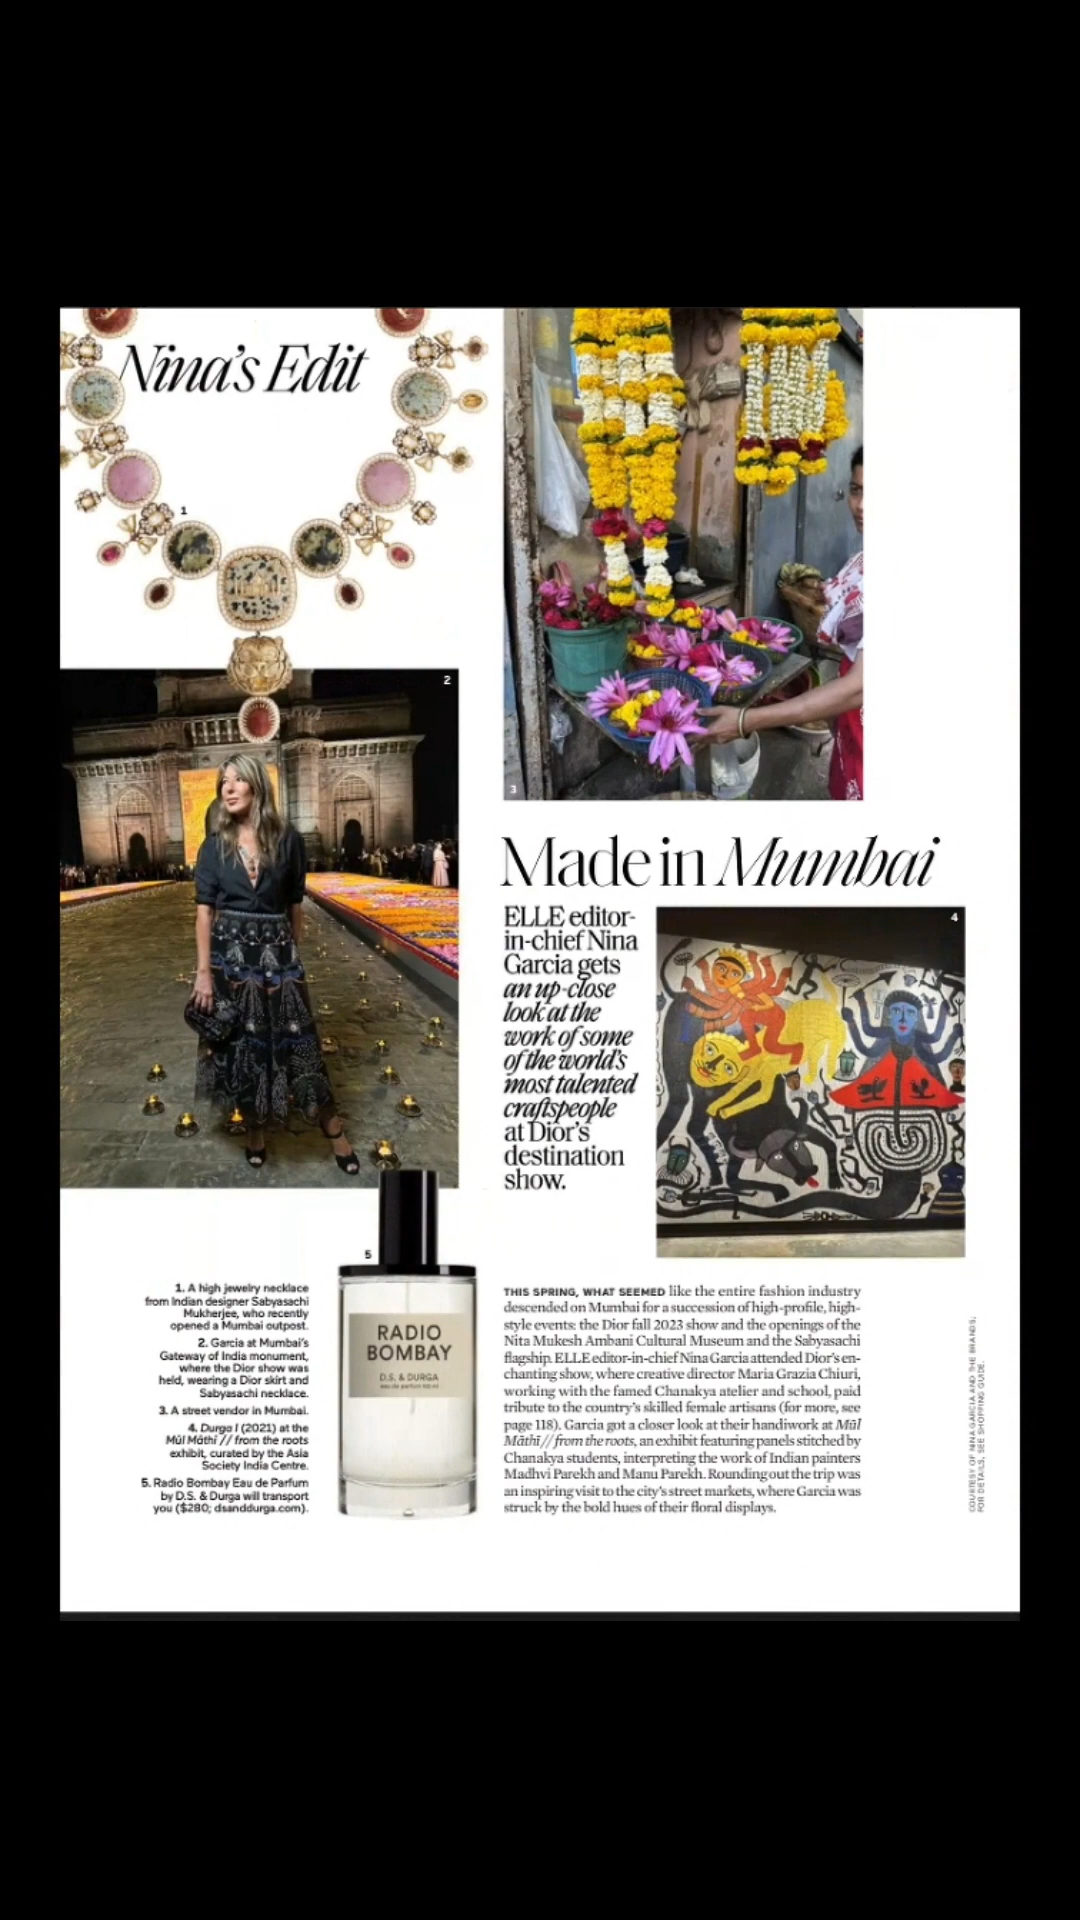 Nina's Edit
1
2
3
Made in Mumbai
ELLE editor-
in-chief Nina
Garcia gets
an up-close
look at the
work of some
of the world's
most talented
craftspeople
at Dior's
destination
show.
4
5
RADIO
BOMBAY
D.S. & DURGA
eau de parfum 100 ml
1. A high jewelry necklace
from Indian designer Sabyasachi
Mukherjee, who recently
opened a Mumbai outpost.
2. Garcia at Mumbai's
Gateway of India monument,
where the Dior show was
held, wearing a Dior skirt and
Sabyasachi necklace.
3. A street vendor in Mumbai.
4. Durga I (2021) at the
Mūl Māthī // from the roots
exhibit, curated by the Asia
Society India Centre.
5. Radio Bombay Eau de Parfum
by D.S. & Durga will transport
you ($280; dsanddurga.com).
THIS SPRING, WHAT SEEMED like the entire fashion industry
descended on Mumbai for a succession of high-profile, high-
style events: the Dior fall 2023 show and the openings of the
Nita Mukesh Ambani Cultural Museum and the Sabyasachi
flagship. ELLE editor-in-chief Nina Garcia attended Dior's en-
chanting show, where creative director Maria Grazia Chiuri,
working with the famed Chanakya atelier and school, paid
tribute to the country's skilled female artisans (for more, see
page 118). Garcia got a closer look at their handiwork at Mūl
Māthī // from the roots, an exhibit featuring panels stitched by
Chanakya students, interpreting the work of Indian painters
Madhvi Parekh and Manu Parekh. Rounding out the trip was
an inspiring visit to the city's street markets, where Garcia was
struck by the bold hues of their floral displays.
COURTESY OF NINA GARCIA AND THE BRANDS.
FOR DETAILS, SEE SHOPPING GUIDE.